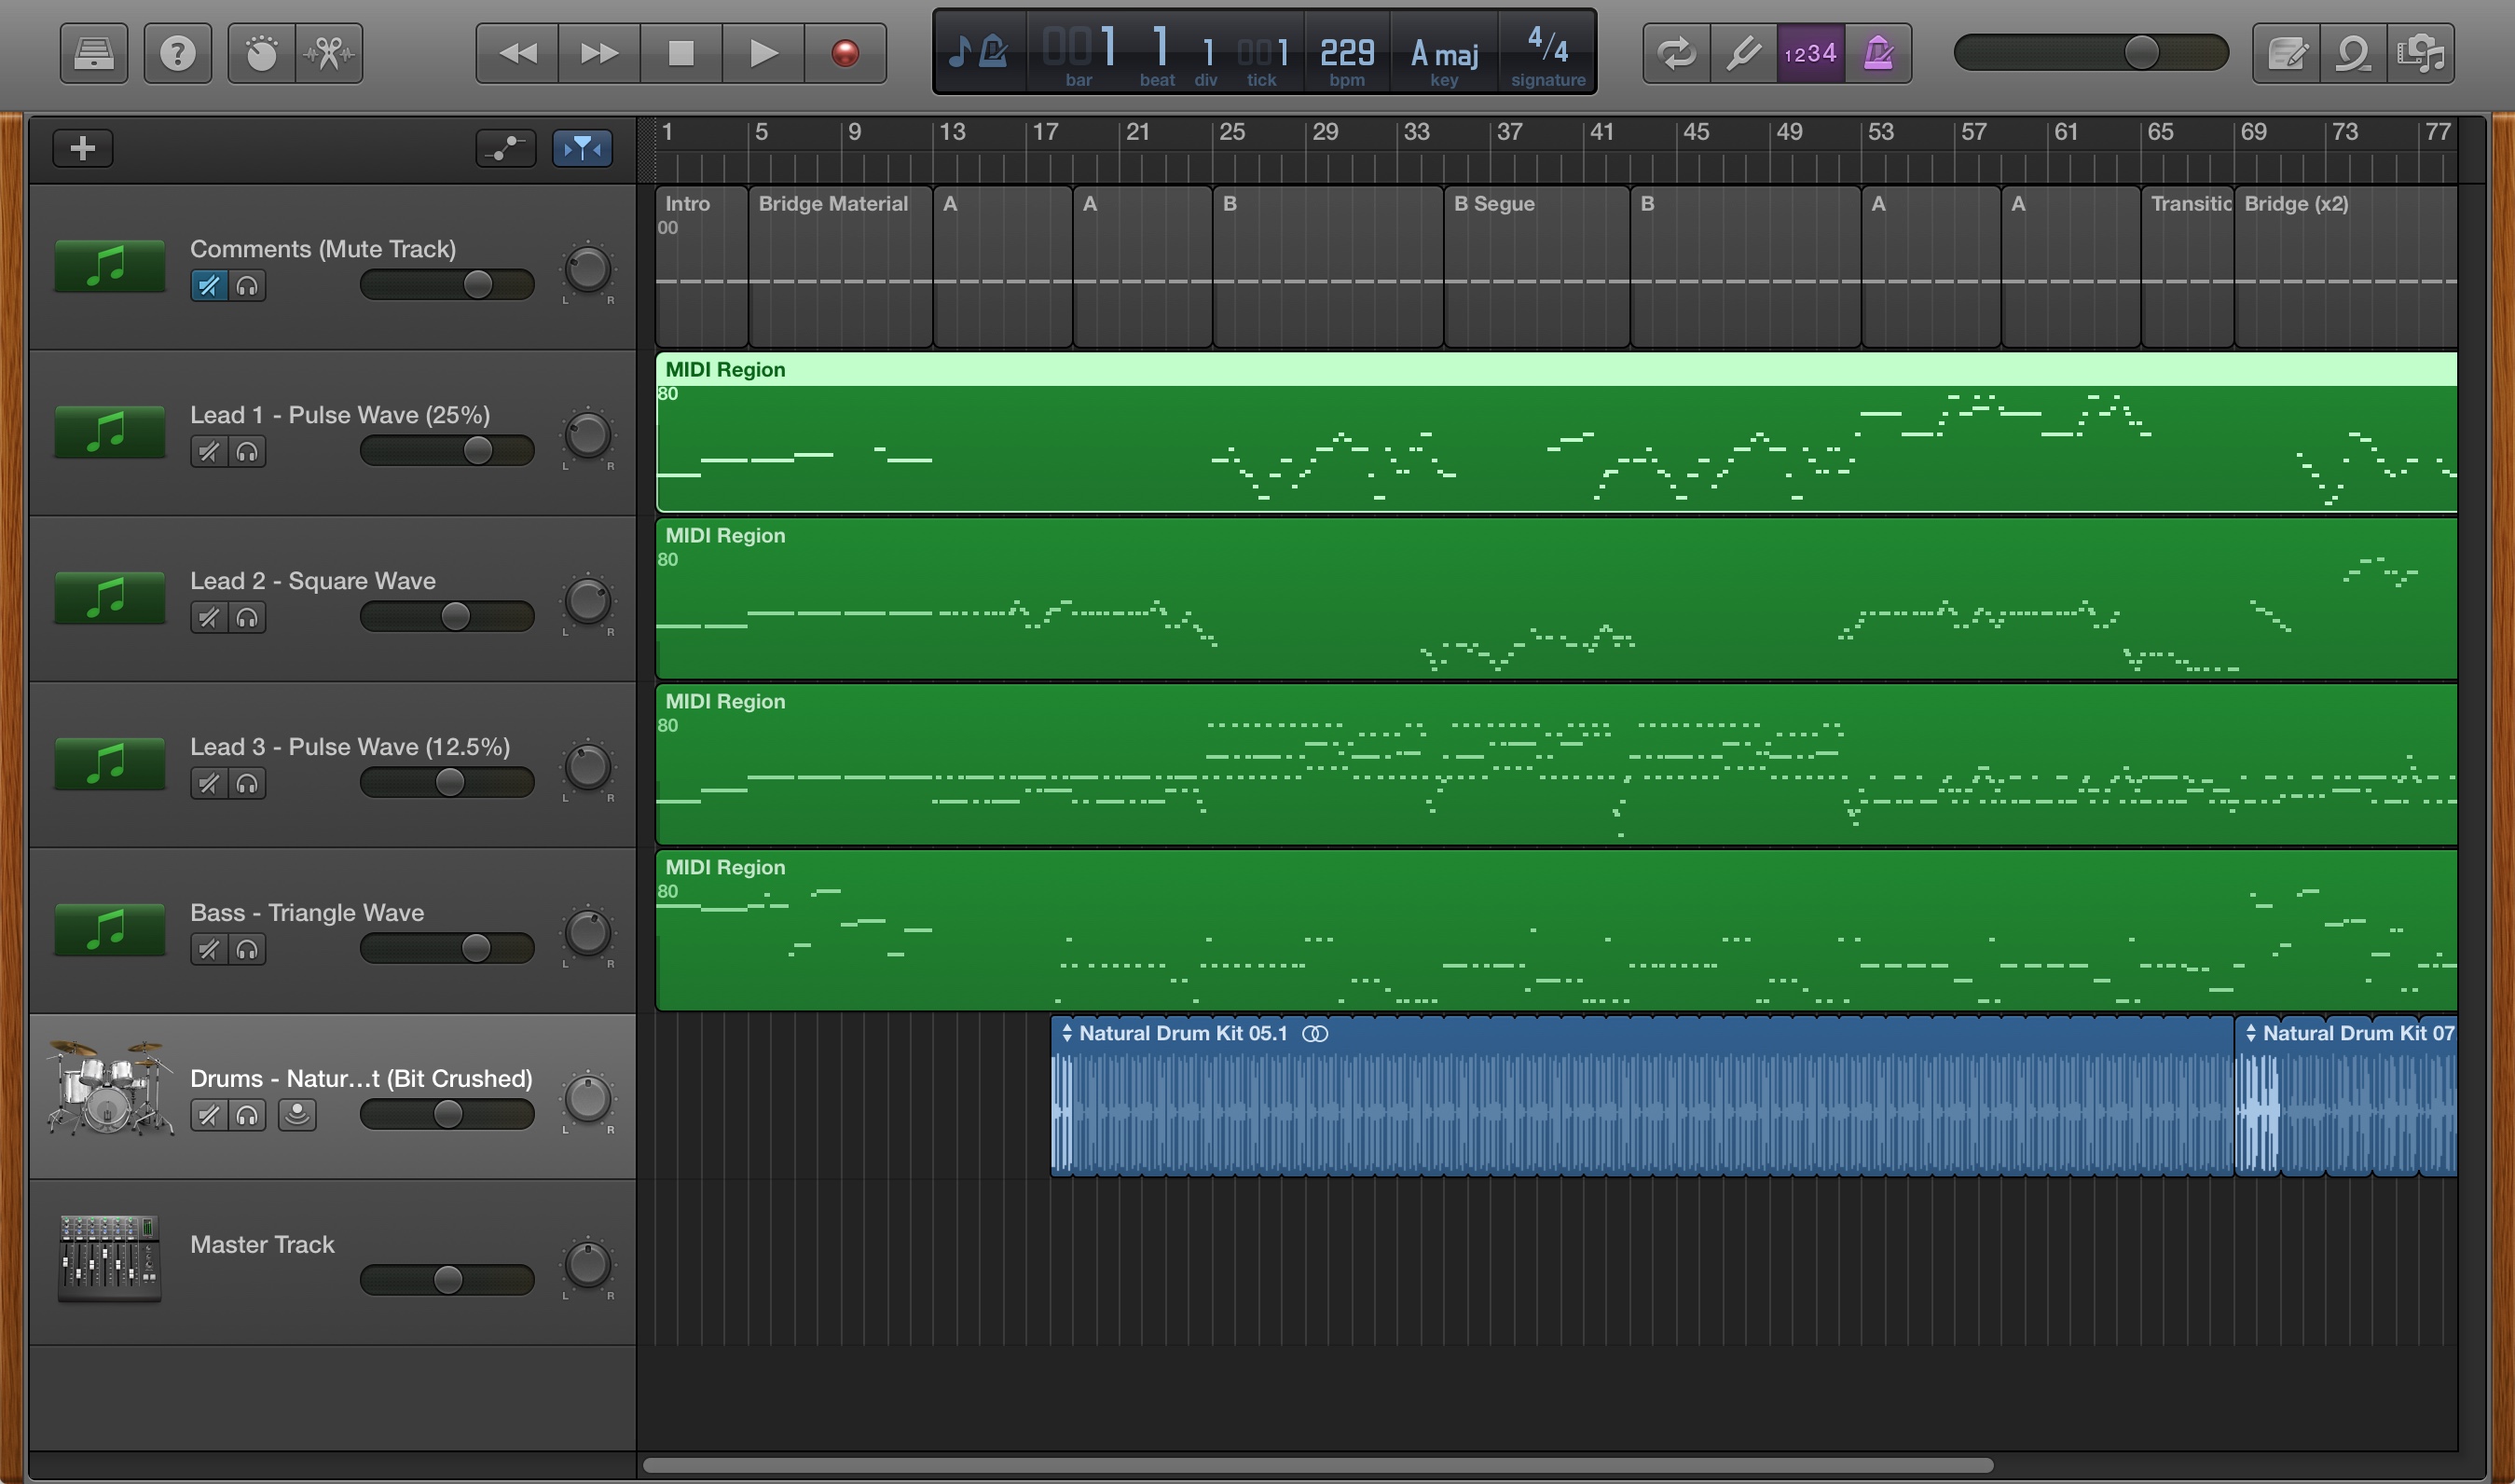 001 1 1 001 229 A maj 4/4
bar beat div tick bpm key signature
1234
1 5 9 13 17 21 25 29 33 37 41 45 49 53 57 61 65 69 73 77
Intro Bridge Material A A B B Segue B A A Transitic Bridge (x2)
00
Comments (Mute Track)
L R
MIDI Region
80
Lead 1 - Pulse Wave (25%)
L R
MIDI Region
80
Lead 2 - Square Wave
L R
MIDI Region
80
Lead 3 - Pulse Wave (12.5%)
L R
MIDI Region
80
Bass - Triangle Wave
L R
Natural Drum Kit 05.1 Natural Drum Kit 07
Drums - Natur...t (Bit Crushed)
L R
Master Track
L R